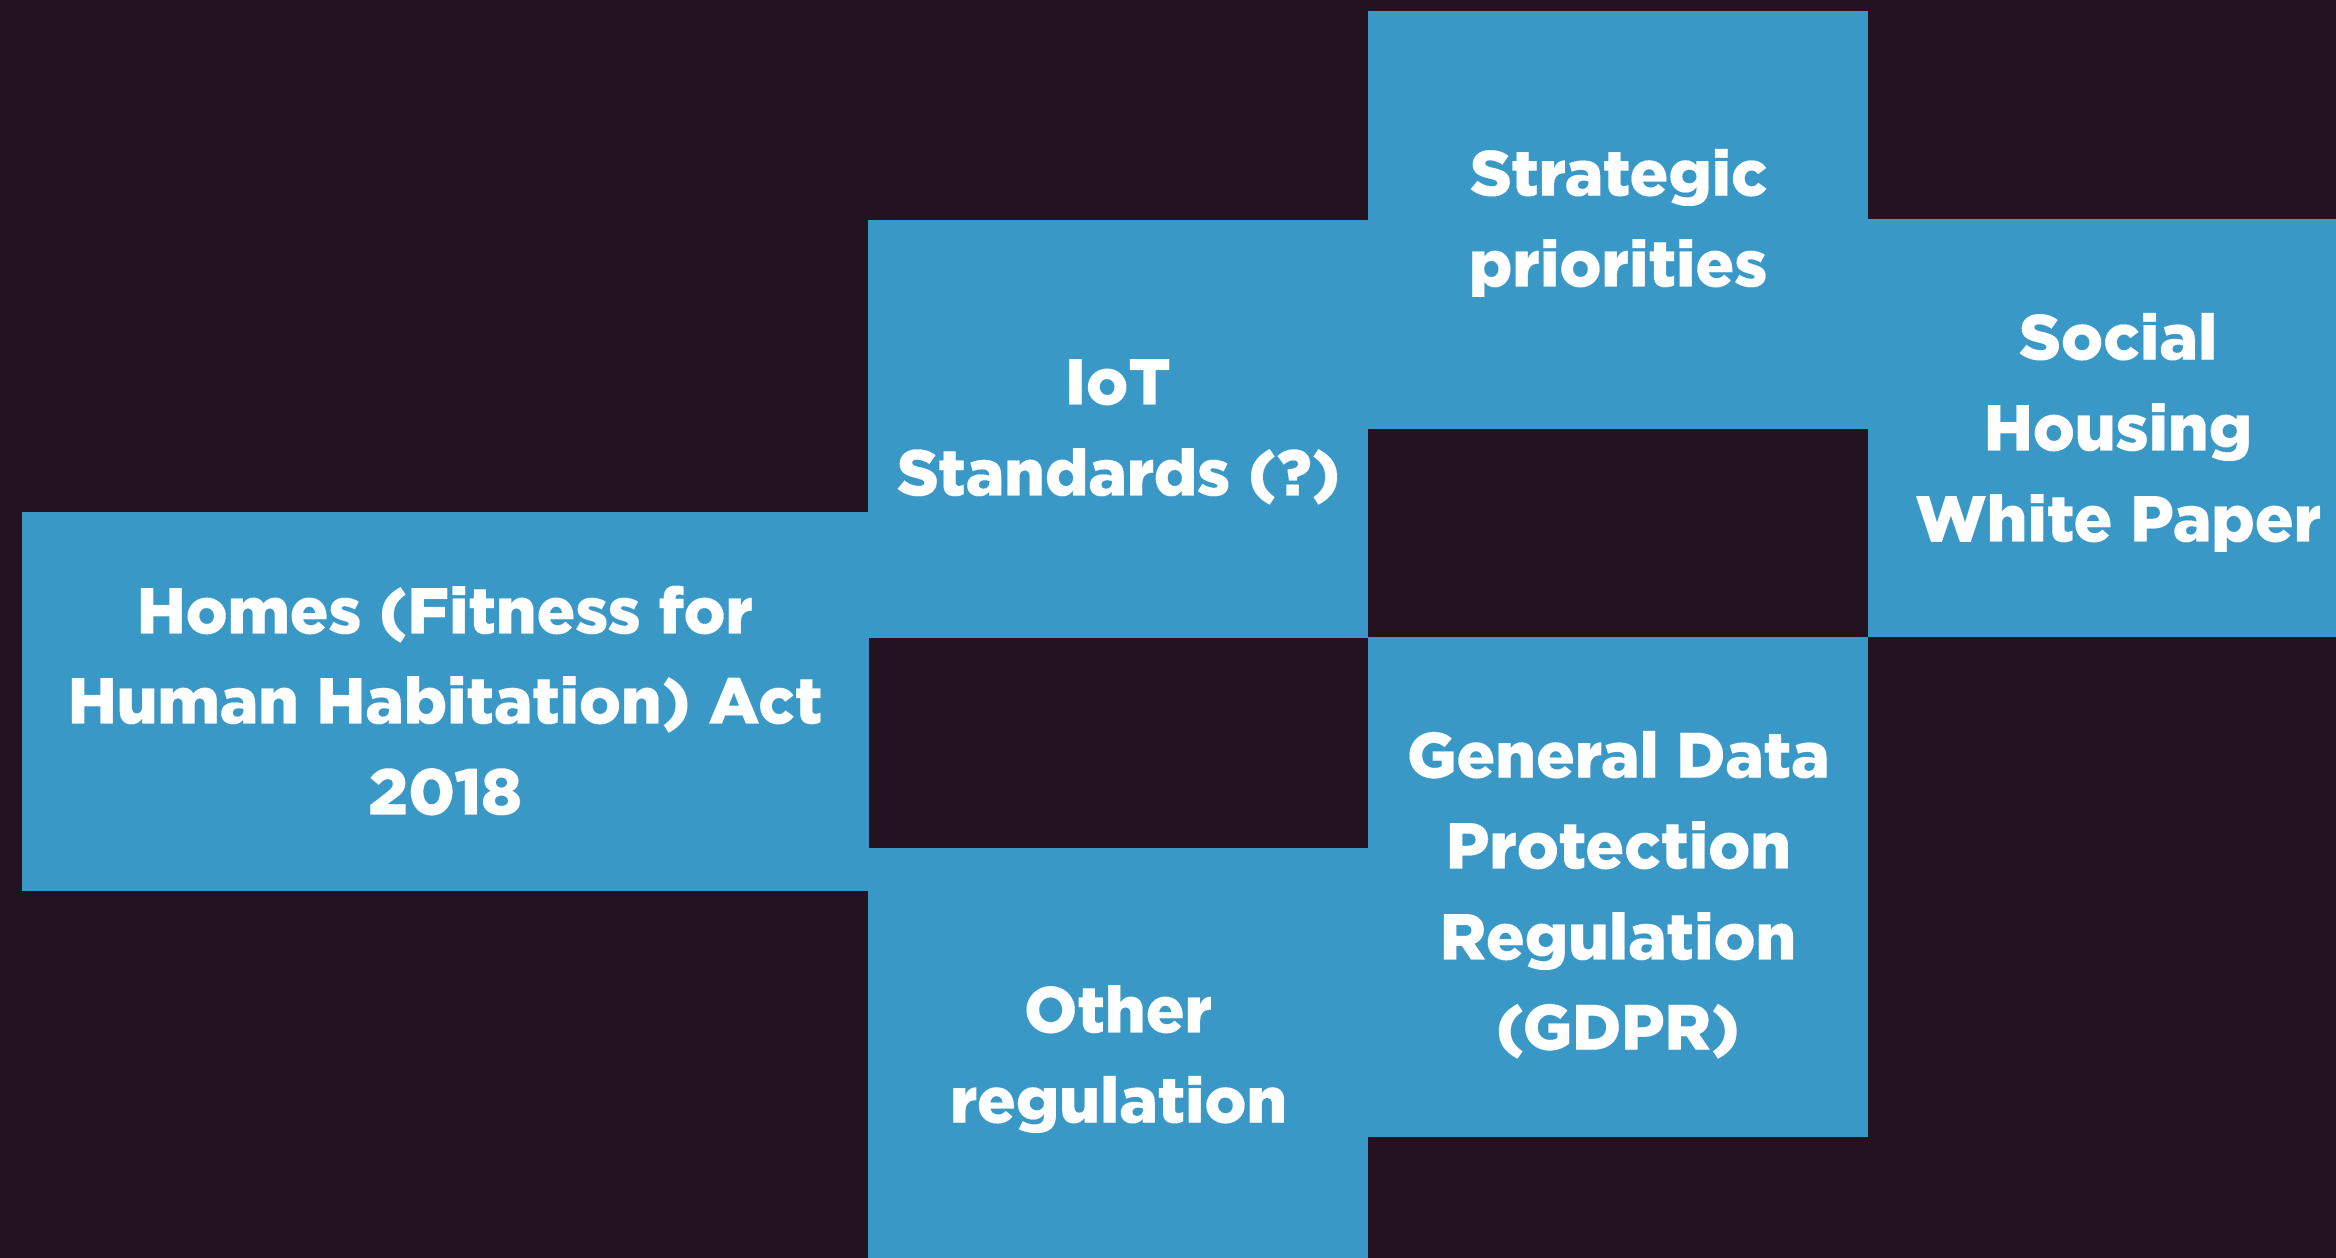 Strategic
priorities
IoT
Standards (?)
Social
Housing
White Paper
Homes (Fitness for
Human Habitation) Act
2018
General Data
Protection
Regulation
(GDPR)
Other
regulation